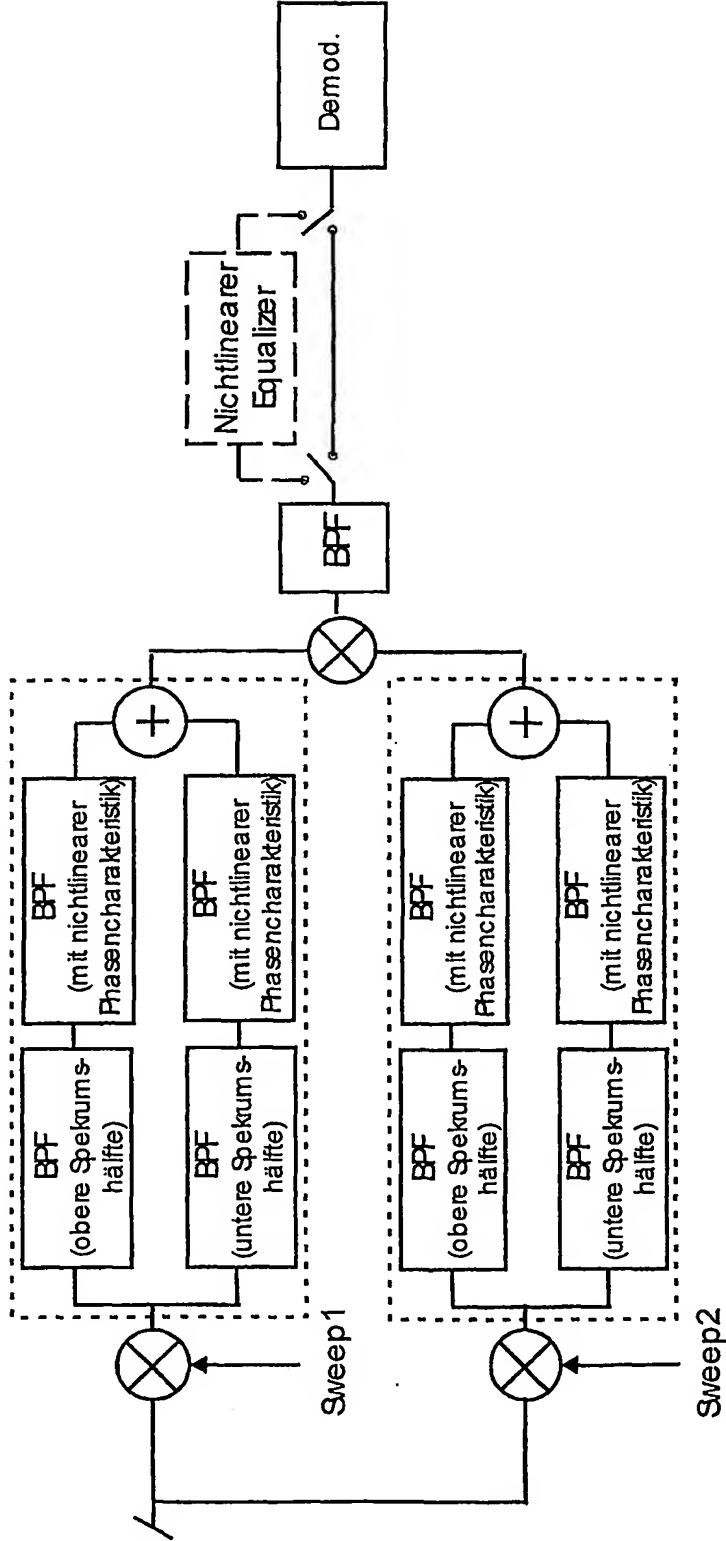 Sweep1
BPF
(obere Spekrums-
hälfte)
BPF
(mit nichtlinearer
Phasencharakteristik)
+
BPF
(untere Spekrums-
hälfte)
BPF
(mit nichtlinearer
Phasencharakteristik)
Sweep2
BPF
(obere Spekrums-
hälfte)
BPF
(mit nichtlinearer
Phasencharakteristik)
+
BPF
(untere Spekrums-
hälfte)
BPF
(mit nichtlinearer
Phasencharakteristik)
BPF
Nichtlinearer
Equalizer
Demod.